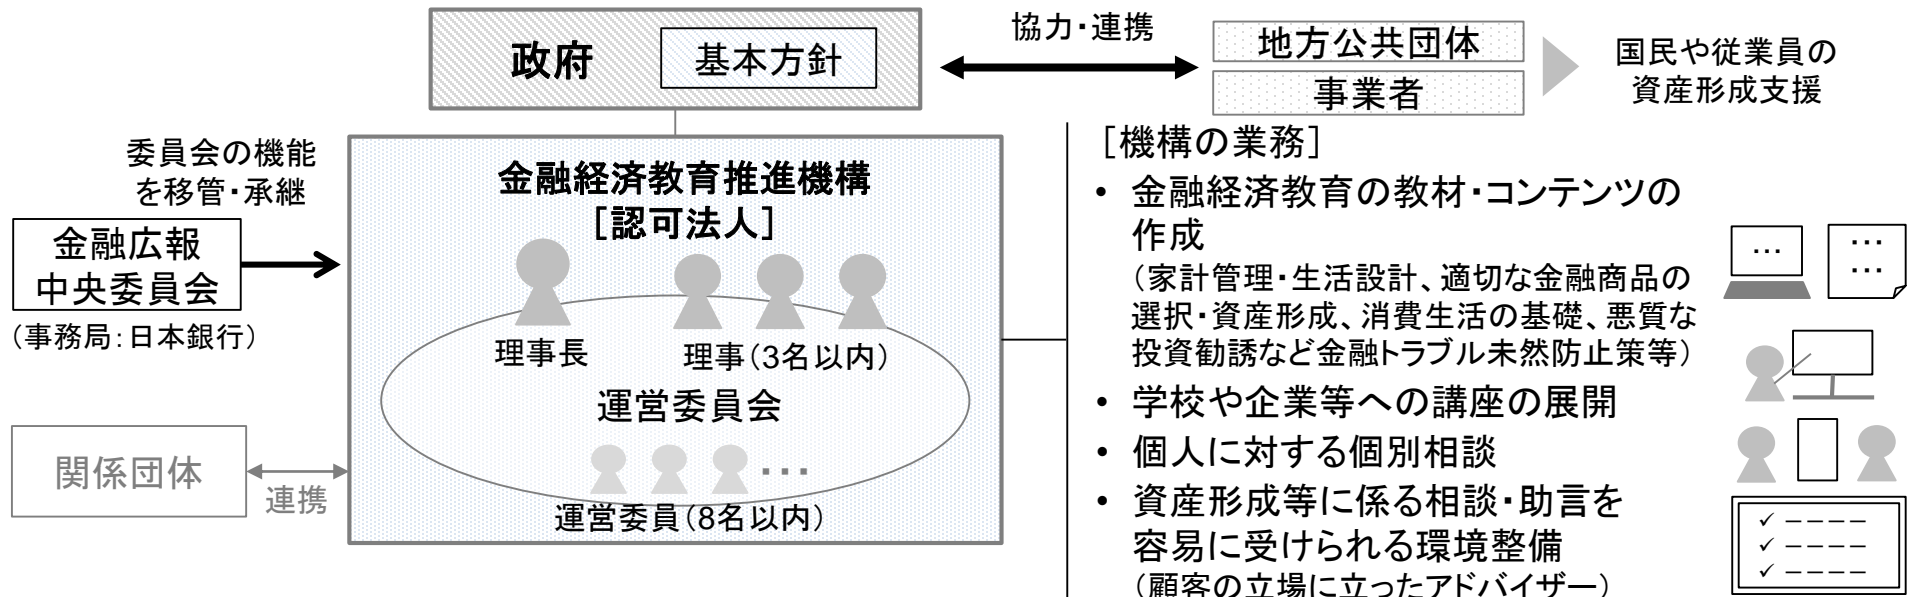 政府
基本方針
協力・連携
地方公共団体
事業者
国民や従業員の
資産形成支援
委員会の機能
を移管・承継
金融広報
中央委員会
(事務局:日本銀行)
金融経済教育推進機構
[認可法人]
理事長
理事(3名以内)
運営委員会
・・・
運営委員(8名以内)
関係団体
連携
[機構の業務]
• 金融経済教育の教材・コンテンツの
作成
(家計管理・生活設計、適切な金融商品の
選択・資産形成、消費生活の基礎、悪質な
投資勧誘など金融トラブル未然防止策等)
• 学校や企業等への講座の展開
• 個人に対する個別相談
• 資産形成等に係る相談・助言を
容易に受けられる環境整備
(顧客の立場に立ったアドバイザー)
…
…
…
✓ ————
✓ ————
✓ ————